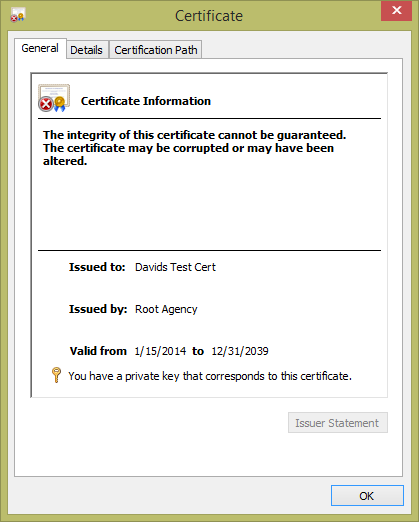 Certificate
General
Details
Certification Path
Certificate Information
The integrity of this certificate cannot be guaranteed.
The certificate may be corrupted or may have been
altered.
Issued to: Davids Test Cert
Issued by: Root Agency
Valid from 1/15/2014 to 12/31/2039
You have a private key that corresponds to this certificate.
Issuer Statement
OK